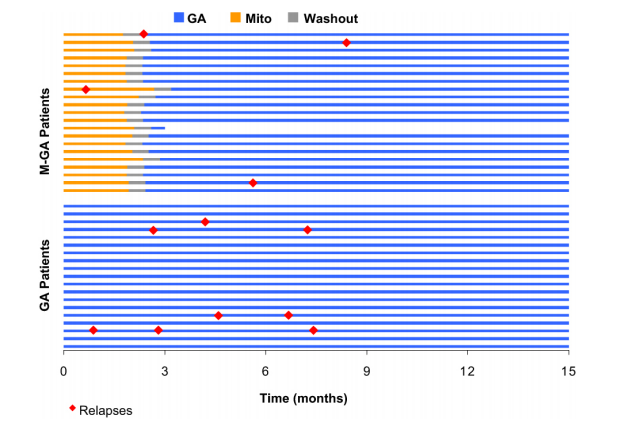 GA Mito Washout
M-GA Patients
GA Patients
0 3 6 9 12 15
Time (months)
Relapses